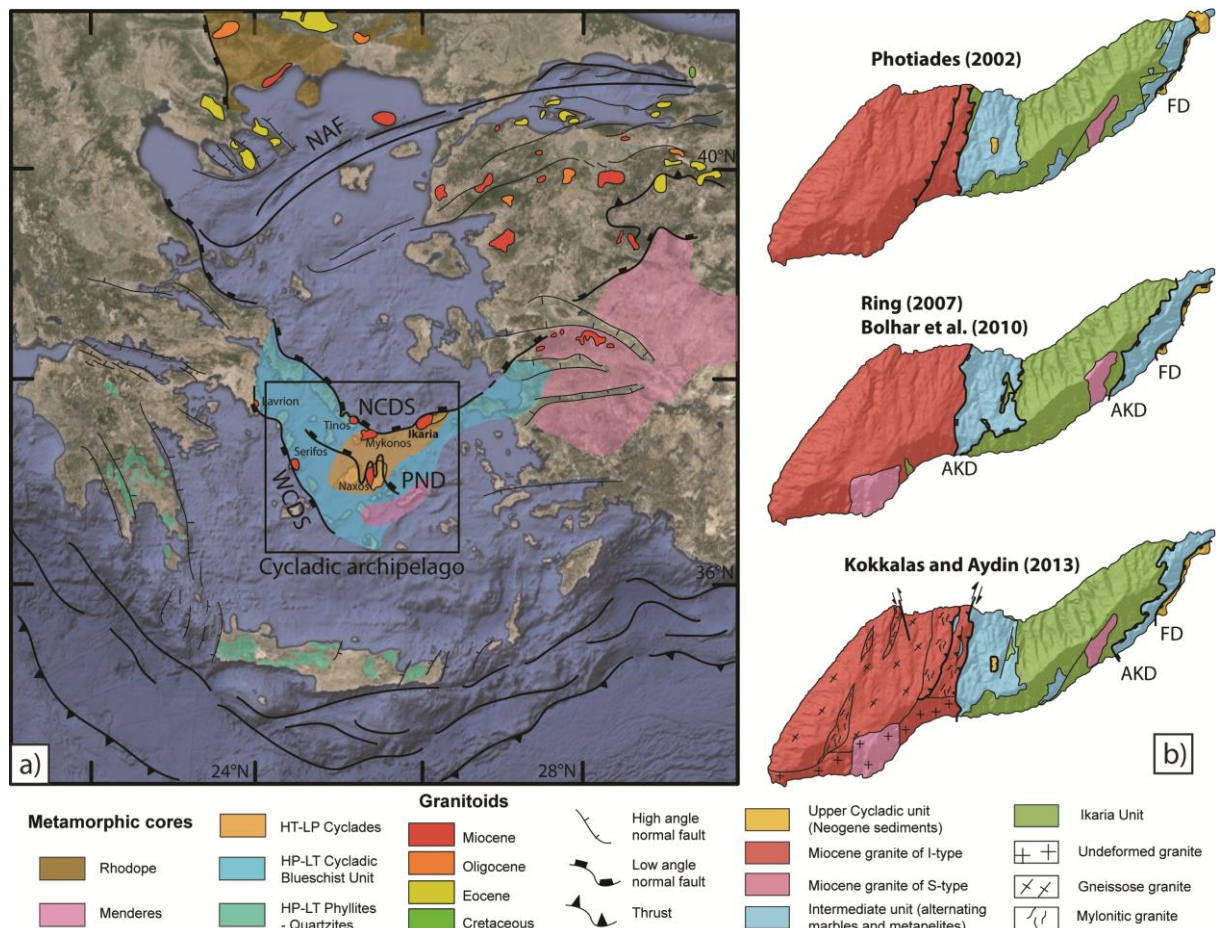 NAF
40°N
Lavrion
NCDS
Tinos
Ikaria
Mykonos
Serifos
Naxos
PND
WCDS
Cycladic archipelago
36°N
24°N
28°N
a)
Photiades (2002)
FD
Ring (2007)
Bolhar et al. (2010)
FD
AKD
AKD
Kokkalas and Aydin (2013)
FD
AKD
b)
Metamorphic cores
Rhodope
Menderes
HT-LP Cyclades
HP-LT Cycladic
Blueschist Unit
HP-LT Phyllites
- Quartzites
Granitoids
Miocene
Oligocene
Eocene
Cretaceous
High angle
normal fault
Low angle
normal fault
Thrust
Upper Cycladic unit
(Neogene sediments)
Miocene granite of I-type
Miocene granite of S-type
Intermediate unit (alternating
marbles and metapelites)
Ikaria Unit
Undeformed granite
Gneissose granite
Mylonitic granite